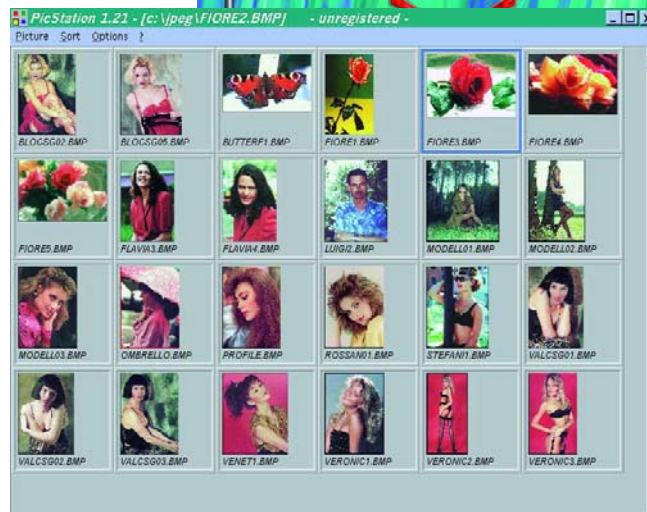 PicStation 1.21 - [c:\jpeg\FIORE2.BMP] - unregistered -
Picture Sort Options ?
BLOCSG02.BMP BLOCSG05.BMP BUTTERF1.BMP FIORE1.BMP FIORE3.BMP FIORE4.BMP
FIORE5.BMP FLAVIA3.BMP FLAVIA4.BMP LUIGI2.BMP MODELL01.BMP MODELL02.BMP
MODELL03.BMP OMBRELLO.BMP PROFILE.BMP ROSSAN01.BMP STEFANI1.BMP VALCSG01.BMP
VALCSG02.BMP VALCSG03.BMP VENET1.BMP VERONIC1.BMP VERONIC2.BMP VERONIC3.BMP